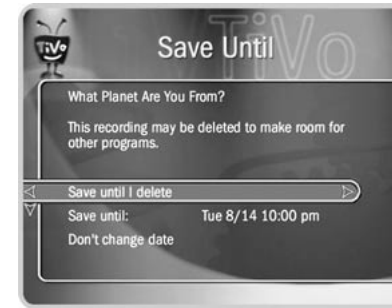 TiVo
Save Until
TiVo
What Planet Are You From?
This recording may be deleted to make room for
other programs.
Save until I delete
Save until: Tue 8/14 10:00 pm
Don't change date